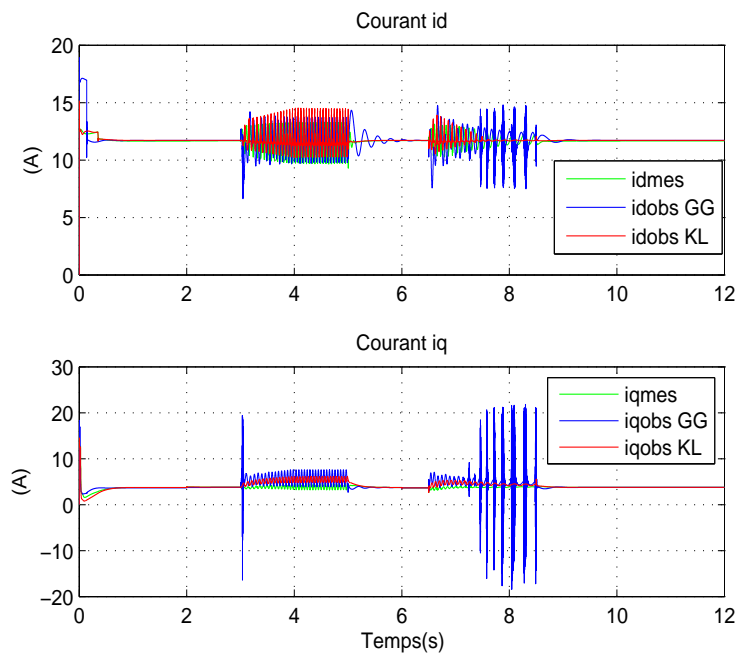 Courant id
20
15
10
5
0
(A)
idmes
idobs GG
idobs KL
0 2 4 6 8 10 12
Courant iq
30
20
10
0
−10
−20
(A)
iqmes
iqobs GG
iqobs KL
0 2 4 6 8 10 12
Temps(s)